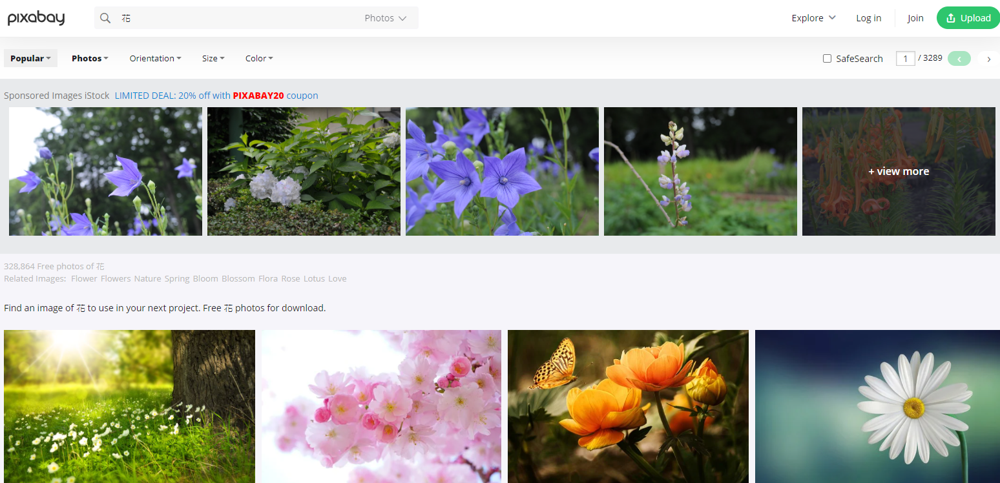 pixabay
花
Photos
Explore
Log in
Join
Upload
Popular
Photos
Orientation
Size
Color
SafeSearch
1 / 3289
Sponsored Images iStock LIMITED DEAL: 20% off with PIXABAY20 coupon
+ view more
328,864 Free photos of 花
Related Images: Flower Flowers Nature Spring Bloom Blossom Flora Rose Lotus Love
Find an image of 花 to use in your next project. Free 花 photos for download.